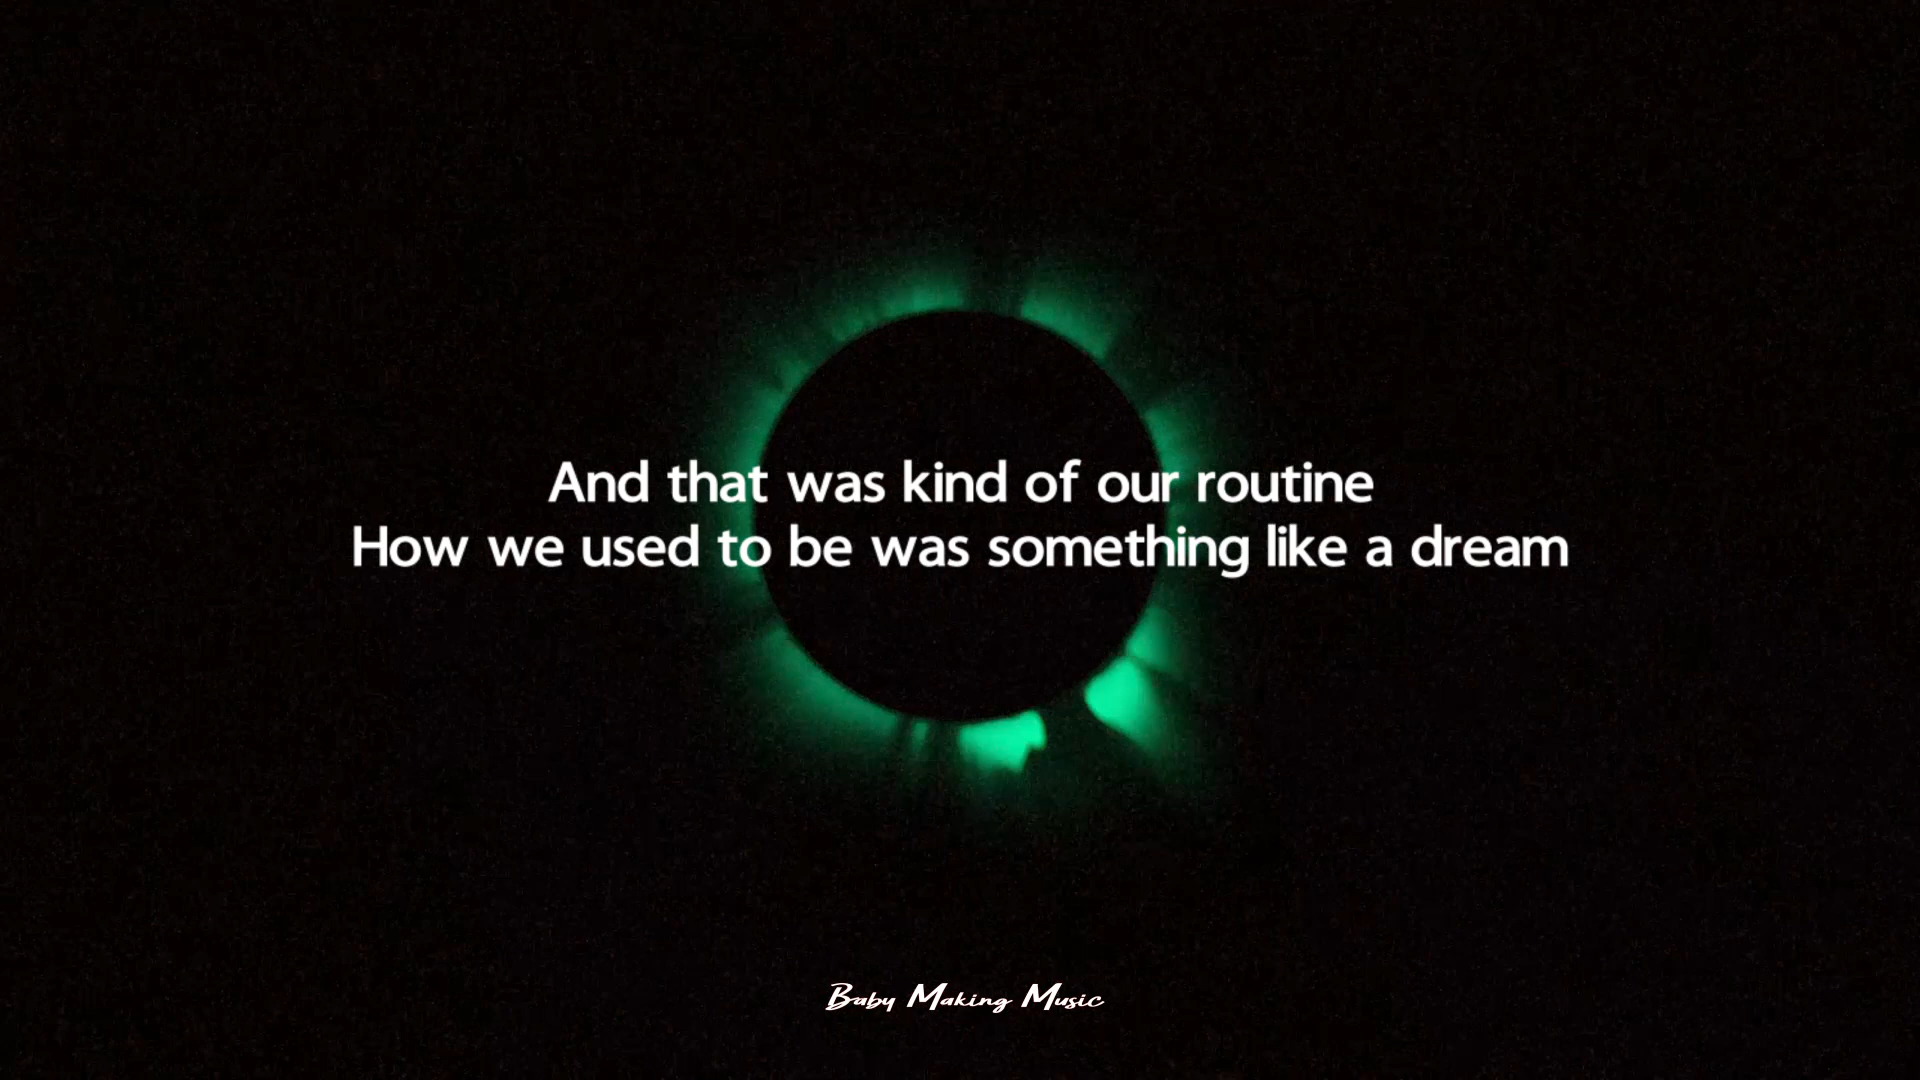 And that was kind of our routine
How we used to be was something like a dream
Baby Making Music